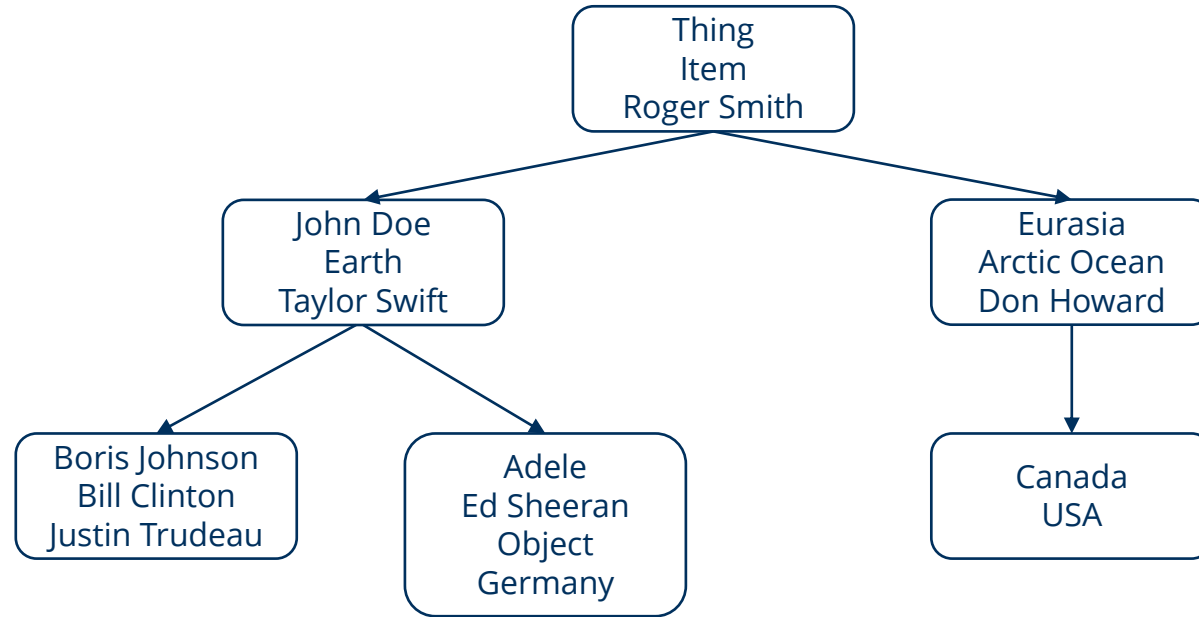 Thing
Item
Roger Smith
John Doe
Earth
Taylor Swift
Eurasia
Arctic Ocean
Don Howard
Boris Johnson
Bill Clinton
Justin Trudeau
Adele
Ed Sheeran
Object
Germany
Canada
USA